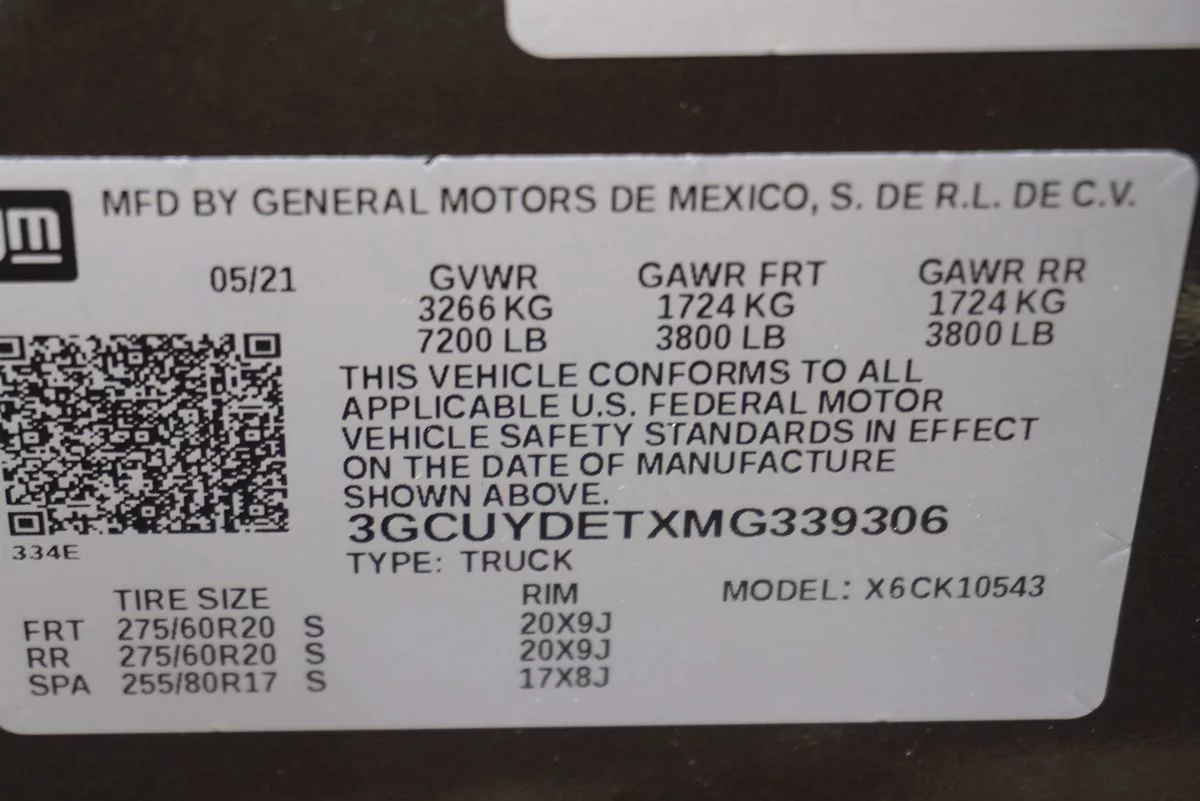 gm
MFD BY GENERAL MOTORS DE MEXICO, S. DE R.L. DE C.V.
05/21 GVWR GAWR FRT GAWR RR
3266 KG 1724 KG 1724 KG
7200 LB 3800 LB 3800 LB
THIS VEHICLE CONFORMS TO ALL
APPLICABLE U.S. FEDERAL MOTOR
VEHICLE SAFETY STANDARDS IN EFFECT
ON THE DATE OF MANUFACTURE
SHOWN ABOVE.
3GCUYDETXMG339306
334E
TYPE: TRUCK
TIRE SIZE RIM MODEL: X6CK10543
FRT 275/60R20 S 20X9J
RR 275/60R20 S 20X9J
SPA 255/80R17 S 17X8J